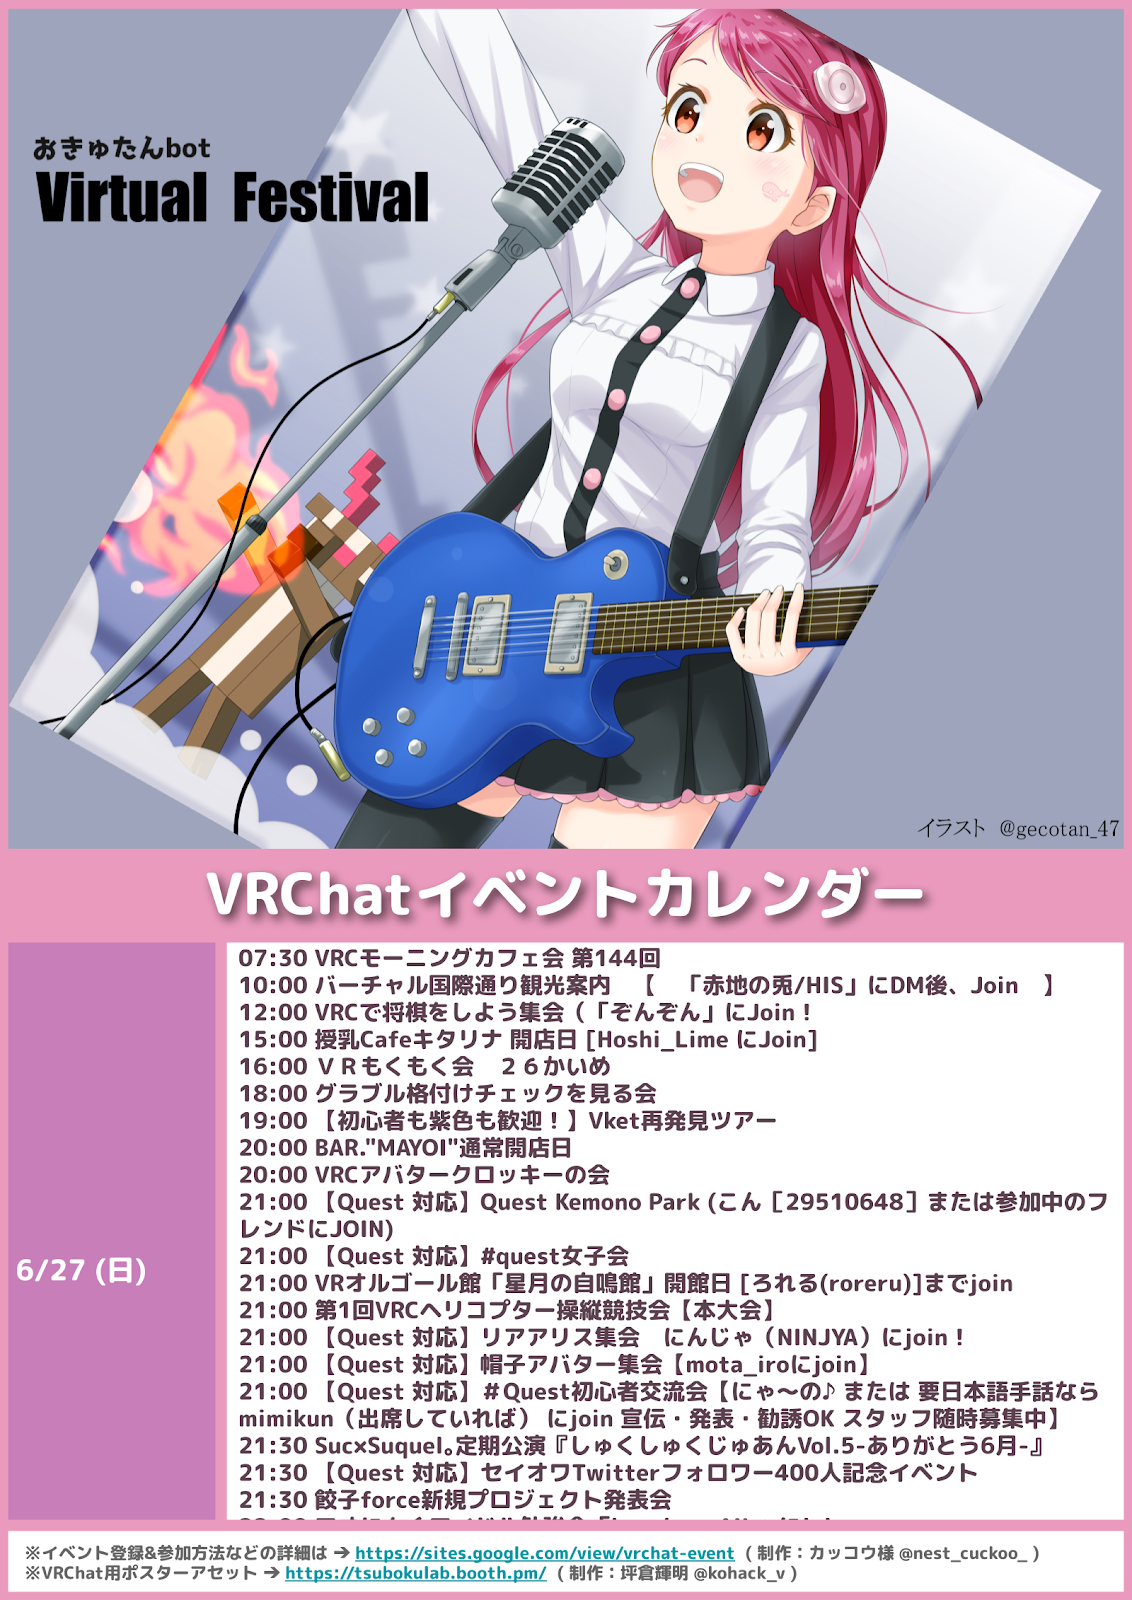 おきゅたんbot
Virtual Festival
イラスト @gecotan_47
VRChatイベントカレンダー
6/27 (日)
07:30 VRCモーニングカフェ会 第144回
10:00 バーチャル国際通り観光案内　【　「赤地の兎/HIS」にDM後、Join　】
12:00 VRCで将棋をしよう集会（「ぞんぞん」にJoin！
15:00 授乳Cafeキタリナ 開店日 [Hoshi_Lime にJoin]
16:00 ＶＲもくもく会　２６かいめ
18:00 グラブル格付けチェックを見る会
19:00 【初心者も紫色も歓迎！】Vket再発見ツアー
20:00 BAR."MAYOI"通常開店日
20:00 VRCアバタークロッキーの会
21:00 【Quest 対応】Quest Kemono Park (こん［29510648］または参加中のフ
レンドにJOIN)
21:00 【Quest 対応】#quest女子会
21:00 VRオルゴール館「星月の自鳴館」開館日 [ろれる(roreru)]までjoin
21:00 第1回VRCヘリコプター操縦競技会【本大会】
21:00 【Quest 対応】リアアリス集会　にんじゃ（NINJYA）にjoin！
21:00 【Quest 対応】帽子アバター集会【mota_iroにjoin】
21:00 【Quest 対応】＃Quest初心者交流会【にゃ～の♪ または 要日本語手話なら
mimikun（出席していれば） にjoin 宣伝・発表・勧誘OK スタッフ随時募集中】
21:30 Suc×Suquel｡定期公演『しゅくしゅくじゅあんVol.5-ありがとう6月-』
21:30 【Quest 対応】セイオワTwitterフォロワー400人記念イベント
21:30 餃子force新規プロジェクト発表会
※イベント登録&参加方法などの詳細は ➔ https://sites.google.com/view/vrchat-event （ 制作：カッコウ様 @nest_cuckoo_ ）
※VRChat用ポスターアセット ➔ https://tsubokulab.booth.pm/ （ 制作：坪倉輝明 @kohack_v ）